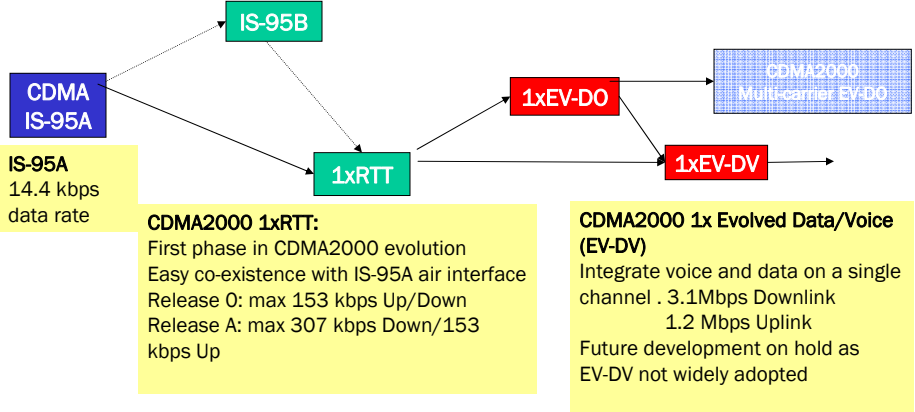 IS-95B
CDMA
IS-95A
CDMA2000
Multi-carrier EV-DO
1xEV-DO
1xRTT
1xEV-DV
IS-95A
14.4 kbps
data rate
CDMA2000 1xRTT:
First phase in CDMA2000 evolution
Easy co-existence with IS-95A air interface
Release 0: max 153 kbps Up/Down
Release A: max 307 kbps Down/153
kbps Up
CDMA2000 1x Evolved Data/Voice
(EV-DV)
Integrate voice and data on a single
channel . 3.1Mbps Downlink
1.2 Mbps Uplink
Future development on hold as
EV-DV not widely adopted